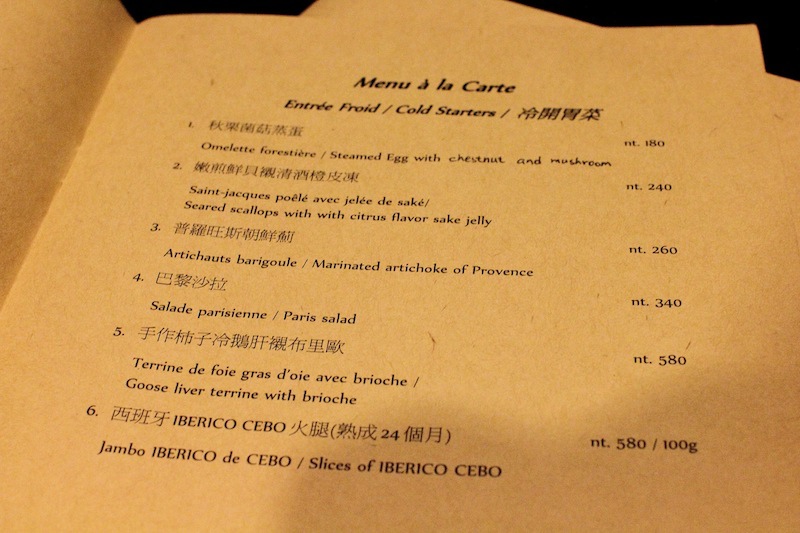 Menu à la Carte
Entrée Froid / Cold Starters / 冷開胃菜
1. 秋栗菌菇蒸蛋 nt. 180
Omelette forestière / Steamed Egg with chestnut and mushroom
2. 嫩煎鮮貝襯清酒橙皮凍 nt. 240
Saint-jacques poêlé avec jelée de saké/
Seared scallops with with citrus flavor sake jelly
3. 普羅旺斯朝鮮薊 nt. 260
Artichauts barigoule / Marinated artichoke of Provence
4. 巴黎沙拉 nt. 340
Salade parisienne / Paris salad
5. 手作柿子冷鵝肝襯布里歐 nt. 580
Terrine de foie gras d'oie avec brioche /
Goose liver terrine with brioche
6. 西班牙 IBERICO CEBO 火腿(熟成 24 個月) nt. 580 / 100g
Jambo IBERICO de CEBO / Slices of IBERICO CEBO